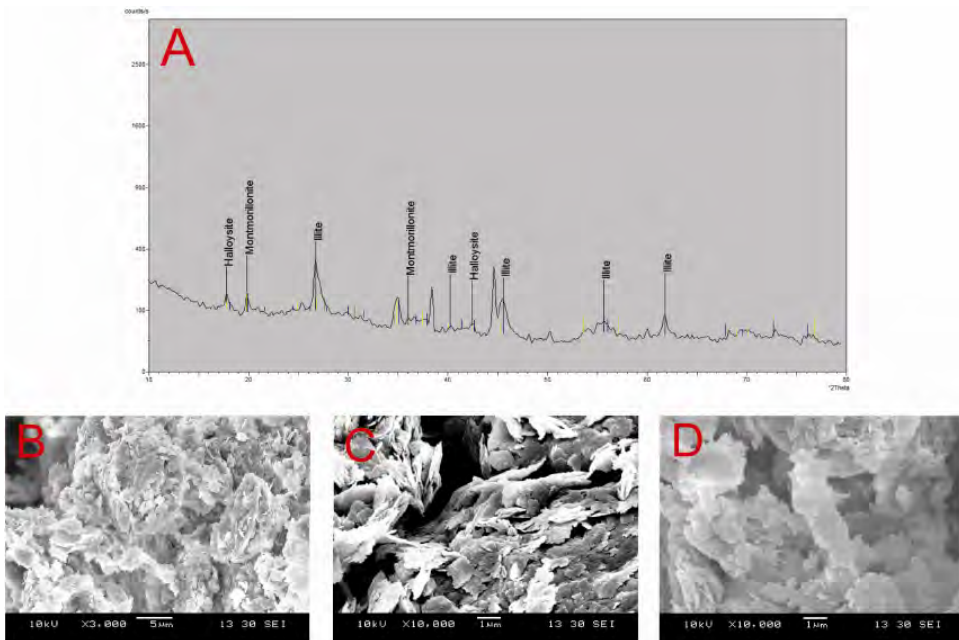 counts/s
A
2500
1600
900
400
100
0
Halloysite
Montmorillonite
Illite
Montmorillonite
Illite
Halloysite
Illite
Illite
Illite
10
20
30
40
50
60
70
80
°2Theta
B
10kV X3,000 5µm 13 30 SEI
C
10kV X10,000 1µm 13 30 SEI
D
10kV X10,000 1µm 13 30 SEI